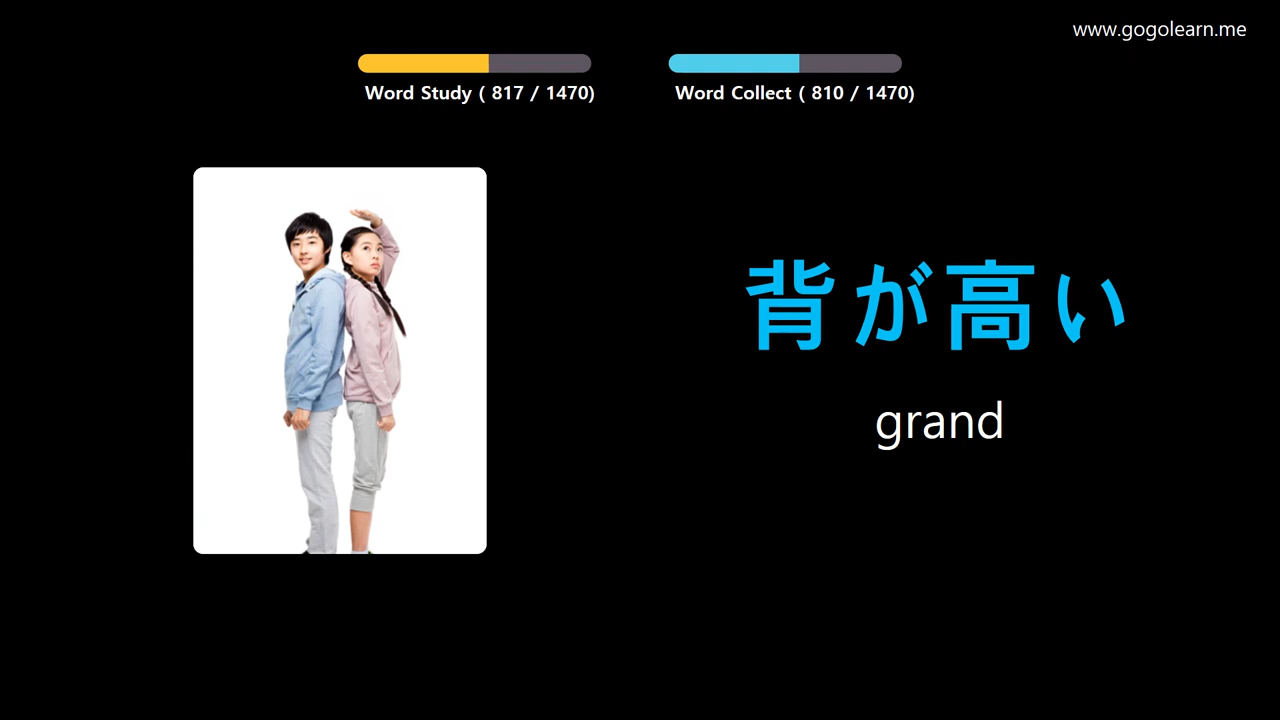 www.gogolearn.me
Word Study ( 817 / 1470)
Word Collect ( 810 / 1470)
背が高い
grand